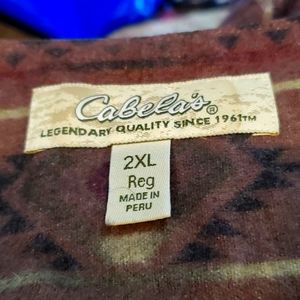 Cabela's®
LEGENDARY QUALITY SINCE 1961™
2XL
Reg
MADE IN
PERU